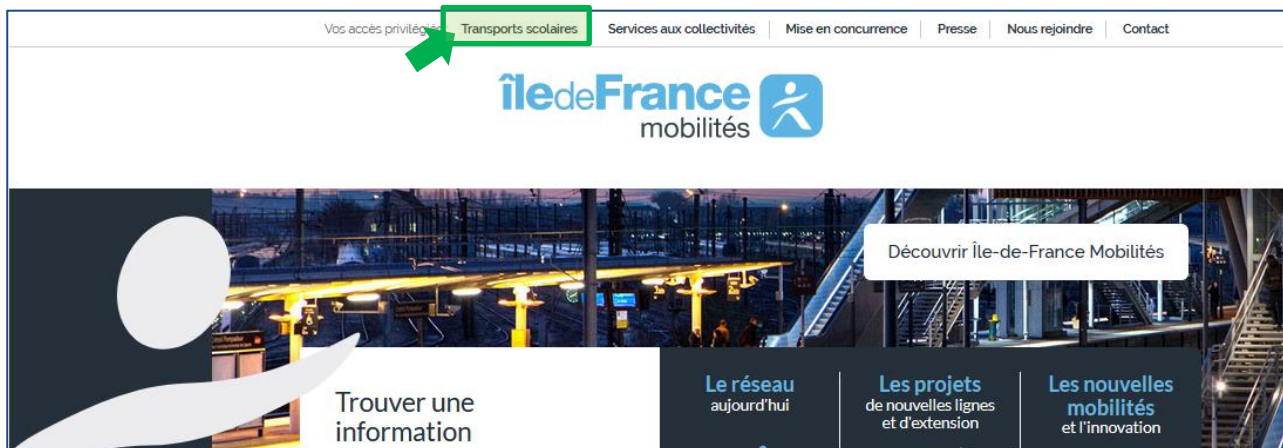 Vos accès privilégiés Transports scolaires Services aux collectivités Mise en concurrence Presse Nous rejoindre Contact
îledeFrance
mobilités
Découvrir Île-de-France Mobilités
Trouver une
information
Le réseau
aujourd'hui
Les projets
de nouvelles lignes
et d'extension
Les nouvelles
mobilités
et l'innovation